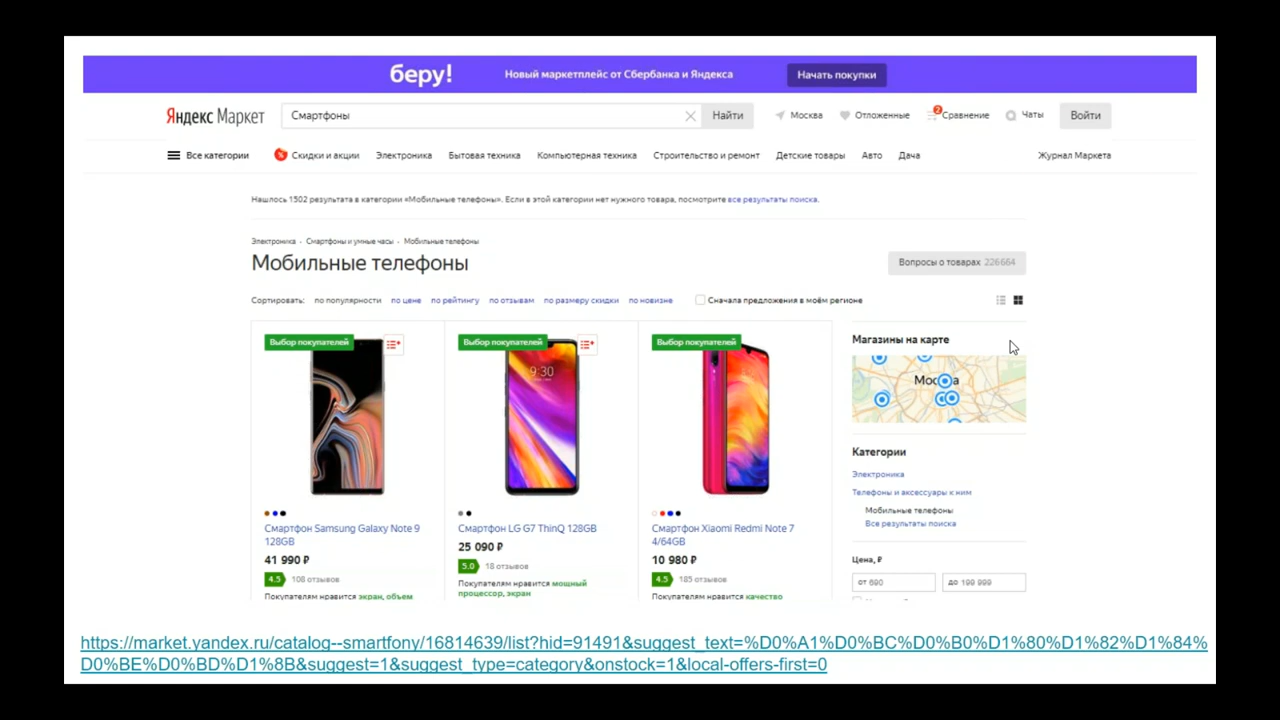 беру!
Новый маркетплейс от Сбербанка и Яндекса
Начать покупки
Яндекс Маркет
Смартфоны
Найти
Москва
Отложенные
2
Сравнение
Чаты
Войти
Все категории
%
Скидки и акции
Электроника
Бытовая техника
Компьютерная техника
Строительство и ремонт
Детские товары
Авто
Дача
Журнал Маркета
Нашлось 1502 результата в категории «Мобильные телефоны». Если в этой категории нет нужного товара, посмотрите все результаты поиска.
Электроника - Смартфоны и умные часы - Мобильные телефоны
Мобильные телефоны
Вопросы о товарах 226664
Сортировать: по популярности по цене по рейтингу по отзывам по размеру скидки по новизне
Сначала предложения в моём регионе
Выбор покупателей
Смартфон Samsung Galaxy Note 9
128GB
41 990 ₽
4.5 108 отзывов
Покупателям нравится экран, объем
Выбор покупателей
9:30
Смартфон LG G7 ThinQ 128GB
25 090 ₽
5.0 18 отзывов
Покупателям нравится мощный
процессор, экран
Выбор покупателей
Смартфон Xiaomi Redmi Note 7
4/64GB
10 980 ₽
4.5 185 отзывов
Покупателям нравится качество
Магазины на карте
Категории
Электроника
Телефоны и аксессуары к ним
Мобильные телефоны
Все результаты поиска
Цена, ₽
от 690
до 199 999
https://market.yandex.ru/catalog--smartfony/16814639/list?hid=91491&suggest_text=%D0%A1%D0%BC%D0%B0%D1%80%D1%82%D1%84%
D0%BE%D0%BD%D1%8B&suggest=1&suggest_type=category&onstock=1&local-offers-first=0